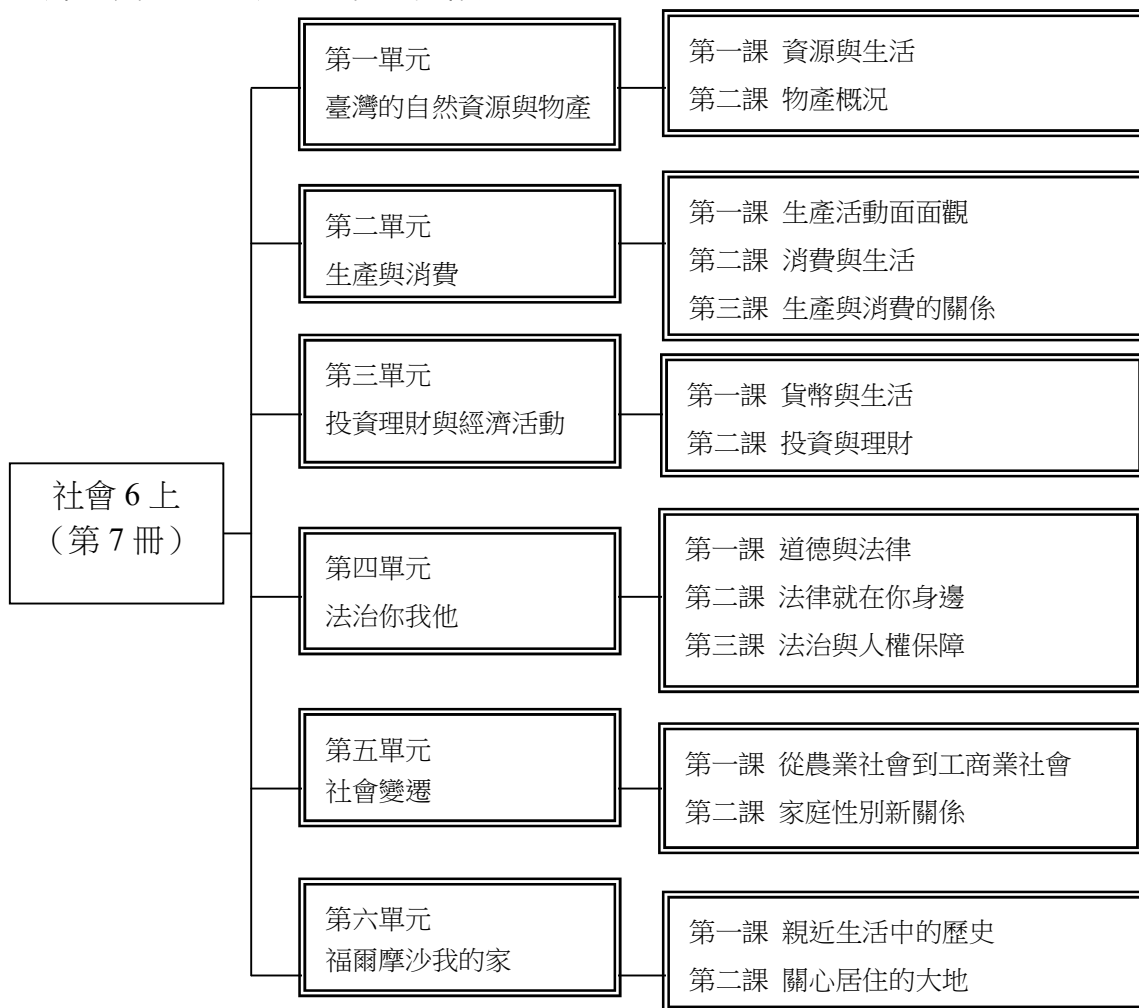 社會 6 上
（第 7 冊）
第一單元
臺灣的自然資源與物產
第一課 資源與生活
第二課 物產概況
第二單元
生產與消費
第一課 生產活動面面觀
第二課 消費與生活
第三課 生產與消費的關係
第三單元
投資理財與經濟活動
第一課 貨幣與生活
第二課 投資與理財
第四單元
法治你我他
第一課 道德與法律
第二課 法律就在你身邊
第三課 法治與人權保障
第五單元
社會變遷
第一課 從農業社會到工商業社會
第二課 家庭性別新關係
第六單元
福爾摩沙我的家
第一課 親近生活中的歷史
第二課 關心居住的大地